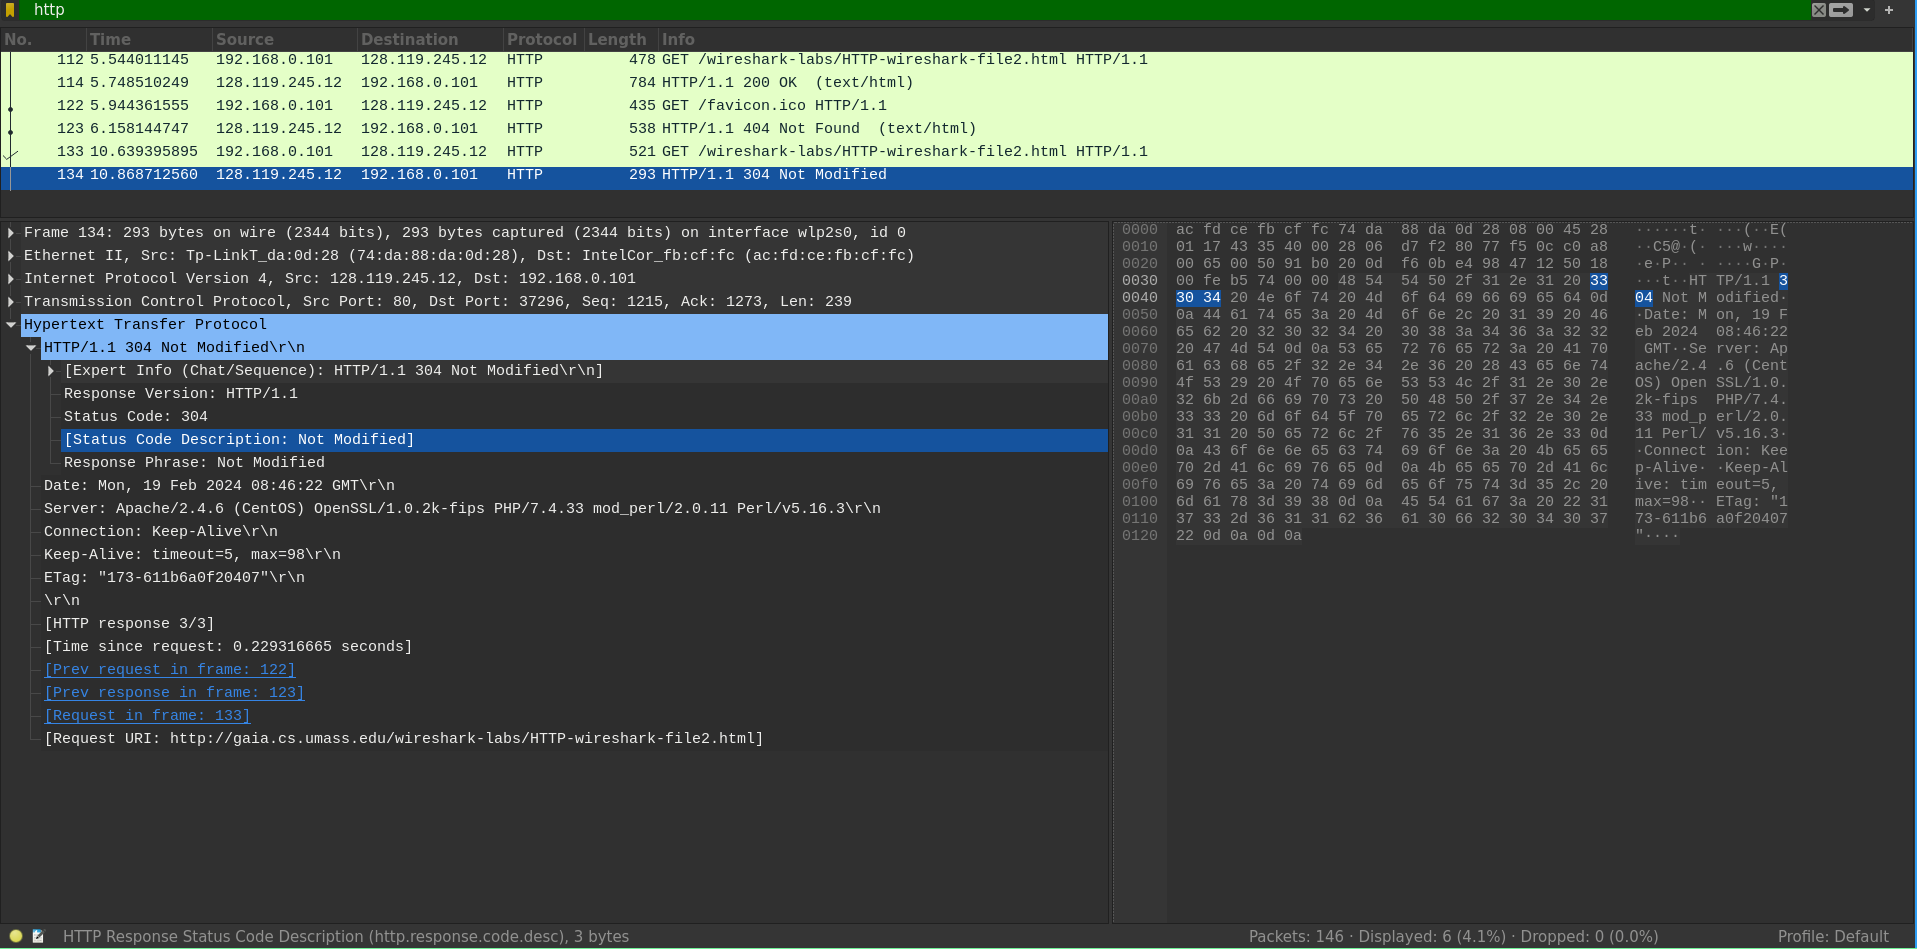 http
No. Time Source Destination Protocol Length Info
112 5.544011145 192.168.0.101 128.119.245.12 HTTP 478 GET /wireshark-labs/HTTP-wireshark-file2.html HTTP/1.1
114 5.748510249 128.119.245.12 192.168.0.101 HTTP 784 HTTP/1.1 200 OK (text/html)
122 5.944361555 192.168.0.101 128.119.245.12 HTTP 435 GET /favicon.ico HTTP/1.1
123 6.158144747 128.119.245.12 192.168.0.101 HTTP 538 HTTP/1.1 404 Not Found (text/html)
133 10.639395895 192.168.0.101 128.119.245.12 HTTP 521 GET /wireshark-labs/HTTP-wireshark-file2.html HTTP/1.1
134 10.868712560 128.119.245.12 192.168.0.101 HTTP 293 HTTP/1.1 304 Not Modified
Frame 134: 293 bytes on wire (2344 bits), 293 bytes captured (2344 bits) on interface wlp2s0, id 0
Ethernet II, Src: Tp-LinkT_da:0d:28 (74:da:88:da:0d:28), Dst: IntelCor_fb:cf:fc (ac:fd:ce:fb:cf:fc)
Internet Protocol Version 4, Src: 128.119.245.12, Dst: 192.168.0.101
Transmission Control Protocol, Src Port: 80, Dst Port: 37296, Seq: 1215, Ack: 1273, Len: 239
Hypertext Transfer Protocol
HTTP/1.1 304 Not Modified\r\n
[Expert Info (Chat/Sequence): HTTP/1.1 304 Not Modified\r\n]
Response Version: HTTP/1.1
Status Code: 304
[Status Code Description: Not Modified]
Response Phrase: Not Modified
Date: Mon, 19 Feb 2024 08:46:22 GMT\r\n
Server: Apache/2.4.6 (CentOS) OpenSSL/1.0.2k-fips PHP/7.4.33 mod_perl/2.0.11 Perl/v5.16.3\r\n
Connection: Keep-Alive\r\n
Keep-Alive: timeout=5, max=98\r\n
ETag: "173-611b6a0f20407"\r\n
\r\n
[HTTP response 3/3]
[Time since request: 0.229316665 seconds]
[Prev request in frame: 122]
[Prev response in frame: 123]
[Request in frame: 133]
[Request URI: http://gaia.cs.umass.edu/wireshark-labs/HTTP-wireshark-file2.html]
0000 ac fd ce fb cf fc 74 da 88 da 0d 28 08 00 45 28 ······t· ···(··E(
0010 01 17 43 35 40 00 28 06 d7 f2 80 77 f5 0c c0 a8 ··C5@·(· ···w····
0020 00 65 00 50 91 b0 20 0d f6 0b e4 98 47 12 50 18 ·e·P·· · ····G·P·
0030 00 fe b5 74 00 00 48 54 54 50 2f 31 2e 31 20 33 ···t··HT TP/1.1 3
0040 30 34 20 4e 6f 74 20 4d 6f 64 69 66 69 65 64 0d 04 Not M odified·
0050 0a 44 61 74 65 3a 20 4d 6f 6e 2c 20 31 39 20 46 ·Date: M on, 19 F
0060 65 62 20 32 30 32 34 20 30 38 3a 34 36 3a 32 32 eb 2024 08:46:22
0070 20 47 4d 54 0d 0a 53 65 72 76 65 72 3a 20 41 70 GMT··Se rver: Ap
0080 61 63 68 65 2f 32 2e 34 2e 36 20 28 43 65 6e 74 ache/2.4 .6 (Cent
0090 4f 53 29 20 4f 70 65 6e 53 53 4c 2f 31 2e 30 2e OS) Open SSL/1.0.
00a0 32 6b 2d 66 69 70 73 20 50 48 50 2f 37 2e 34 2e 2k-fips PHP/7.4.
00b0 33 33 20 6d 6f 64 5f 70 65 72 6c 2f 32 2e 30 2e 33 mod_p erl/2.0.
00c0 31 31 20 50 65 72 6c 2f 76 35 2e 31 36 2e 33 0d 11 Perl/ v5.16.3·
00d0 0a 43 6f 6e 6e 65 63 74 69 6f 6e 3a 20 4b 65 65 ·Connect ion: Kee
00e0 70 2d 41 6c 69 76 65 0d 0a 4b 65 65 70 2d 41 6c p-Alive· ·Keep-Al
00f0 69 76 65 3a 20 74 69 6d 65 6f 75 74 3d 35 2c 20 ive: tim eout=5,
0100 6d 61 78 3d 39 38 0d 0a 45 54 61 67 3a 20 22 31 max=98·· ETag: "1
0110 37 33 2d 36 31 31 62 36 61 30 66 32 30 34 30 37 73-611b6 a0f20407
0120 22 0d 0a 0d 0a "····
HTTP Response Status Code Description (http.response.code.desc), 3 bytes
Packets: 146 · Displayed: 6 (4.1%) · Dropped: 0 (0.0%)
Profile: Default